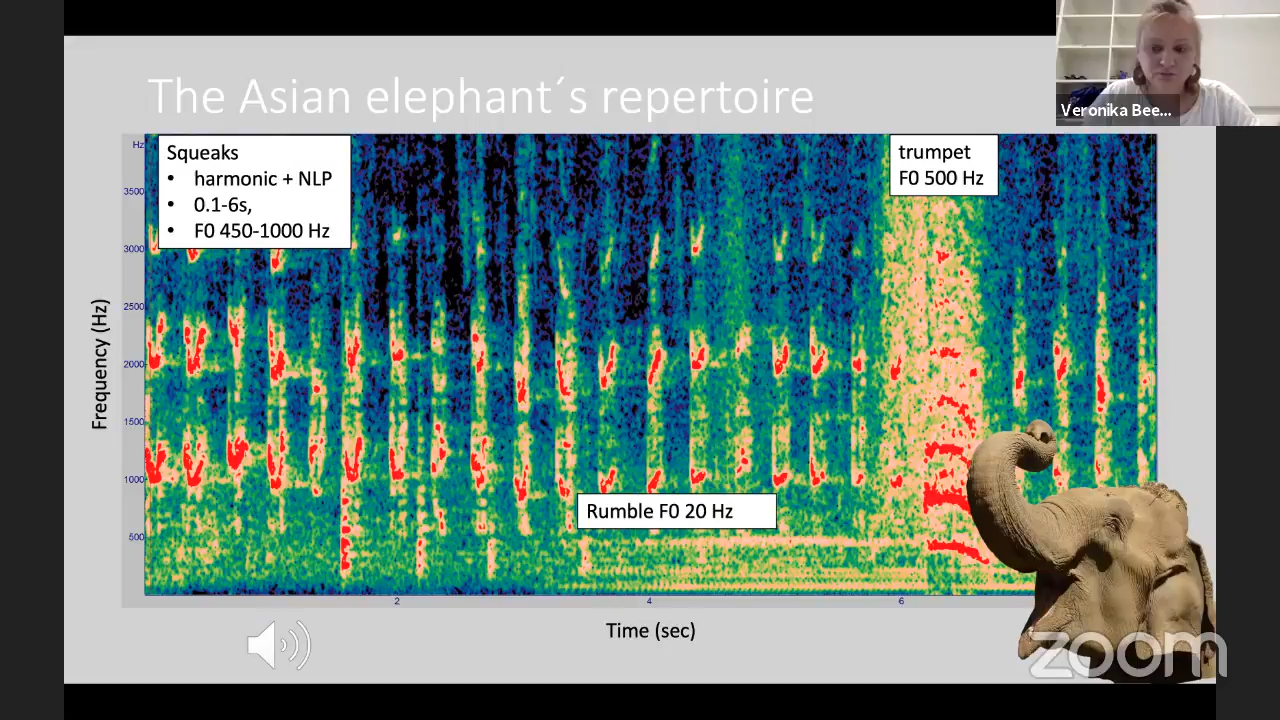 The Asian elephant´s repertoire
Veronika Bee...
Squeaks
• harmonic + NLP
• 0.1-6s,
• F0 450-1000 Hz
trumpet
F0 500 Hz
Hz
3500
3000
2500
2000
1500
1000
500
Frequency (Hz)
Rumble F0 20 Hz
2
4
6
Time (sec)
zoom